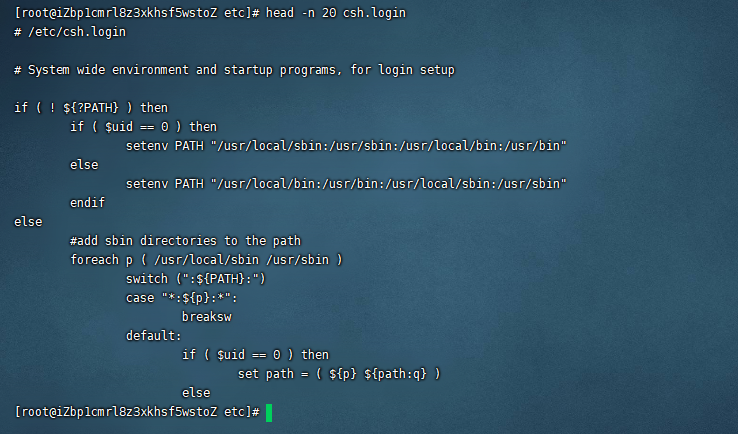 [root@iZbp1cmrl8z3xkhsf5wstoZ etc]# head -n 20 csh.login
# /etc/csh.login

# System wide environment and startup programs, for login setup

if ( ! ${?PATH} ) then
        if ( $uid == 0 ) then
                setenv PATH "/usr/local/sbin:/usr/sbin:/usr/local/bin:/usr/bin"
        else
                setenv PATH "/usr/local/bin:/usr/bin:/usr/local/sbin:/usr/sbin"
        endif
else
        #add sbin directories to the path
        foreach p ( /usr/local/sbin /usr/sbin )
                switch (":${PATH}:")
                case "*:${p}:*":
                        breaksw
                default:
                        if ( $uid == 0 ) then
                                set path = ( ${p} ${path:q} )
                        else
[root@iZbp1cmrl8z3xkhsf5wstoZ etc]#